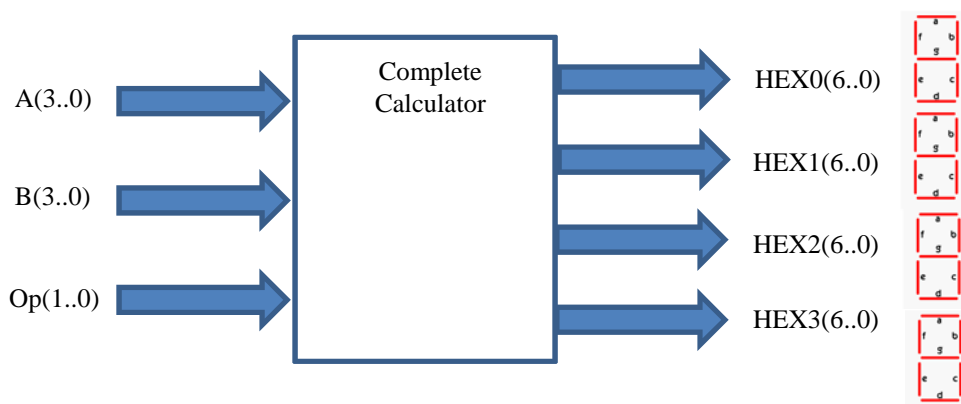 Complete
Calculator
A(3..0)
B(3..0)
Op(1..0)
HEX0(6..0)
HEX1(6..0)
HEX2(6..0)
HEX3(6..0)
a
f b
g
e c
d
a
f b
g
e c
d
a
f b
g
e c
d
a
f b
g
e c
d